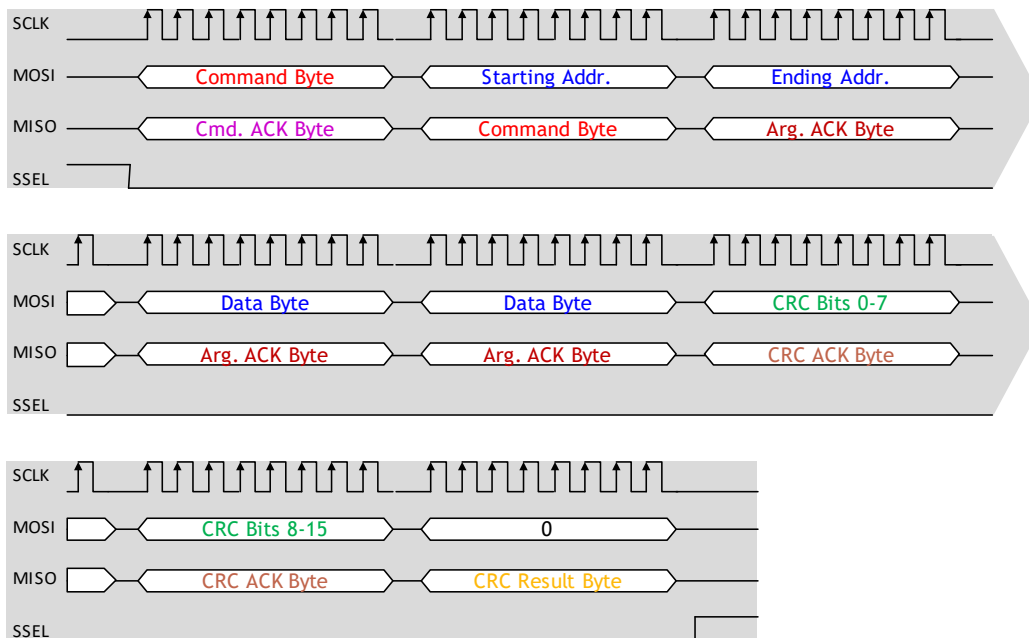 SCLK
MOSI Command Byte Starting Addr. Ending Addr.
MISO Cmd. ACK Byte Command Byte Arg. ACK Byte
SSEL
SCLK
MOSI Data Byte Data Byte CRC Bits 0-7
MISO Arg. ACK Byte Arg. ACK Byte CRC ACK Byte
SSEL
SCLK
MOSI CRC Bits 8-15 0
MISO CRC ACK Byte CRC Result Byte
SSEL